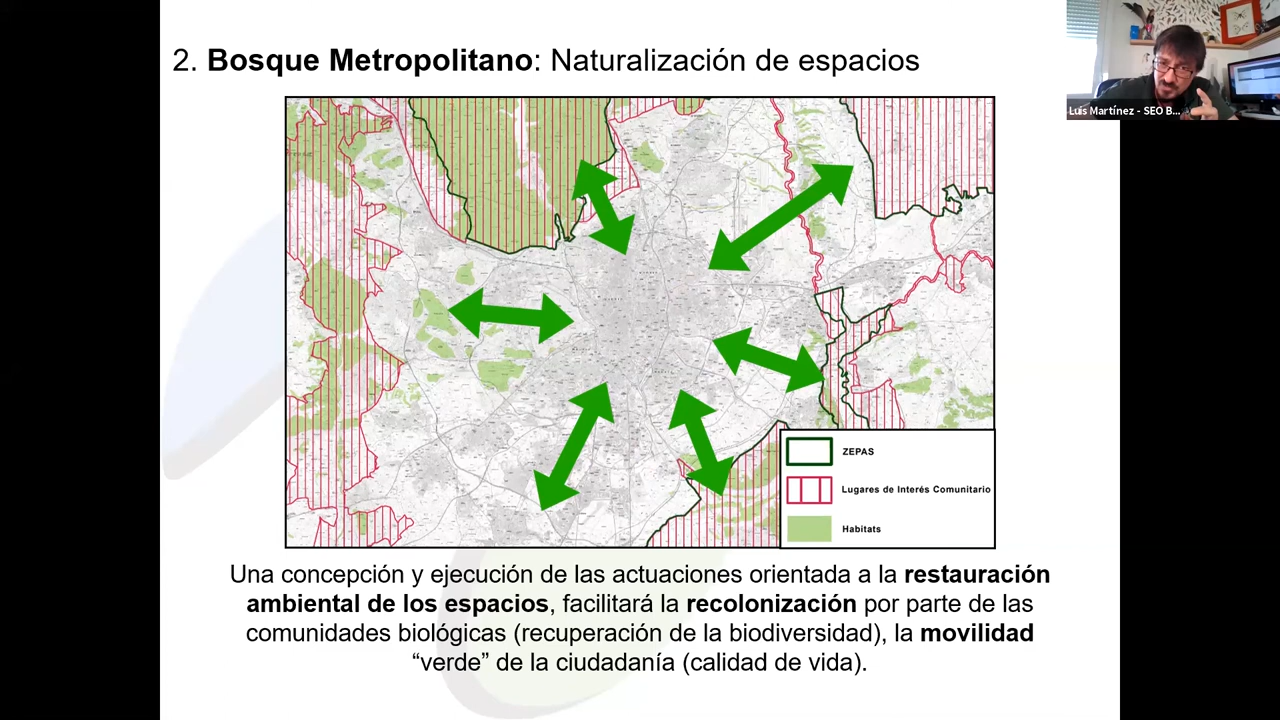 2. Bosque Metropolitano: Naturalización de espacios
Luis Martínez - SEO B...
ZEPAS
Lugares de Interés Comunitario
Habitats
Una concepción y ejecución de las actuaciones orientada a la restauración
ambiental de los espacios, facilitará la recolonización por parte de las
comunidades biológicas (recuperación de la biodiversidad), la movilidad
“verde” de la ciudadanía (calidad de vida).